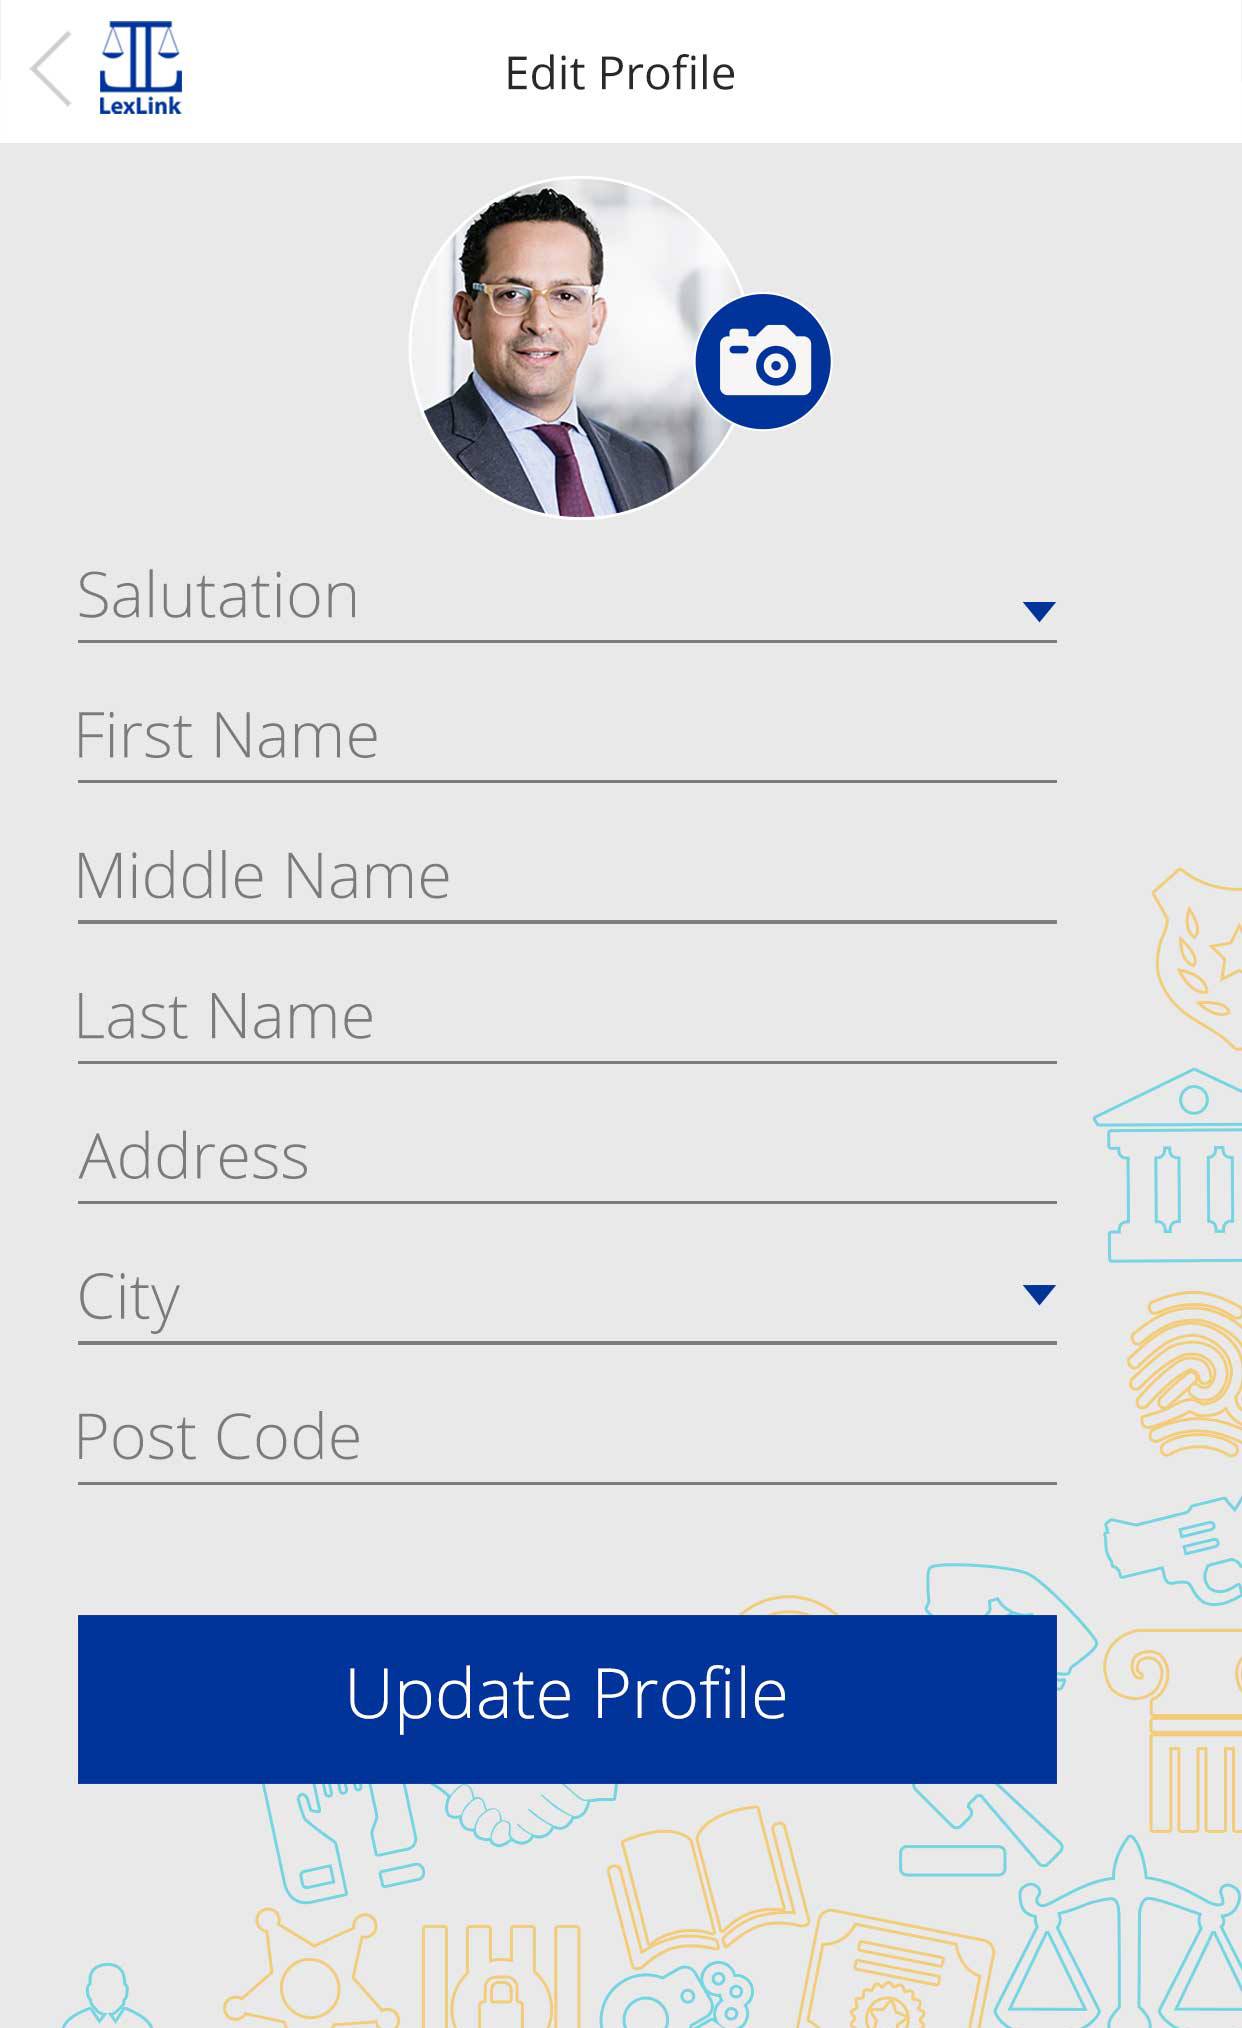 LexLink
Edit Profile
Salutation
First Name
Middle Name
Last Name
Address
City
Post Code
Update Profile